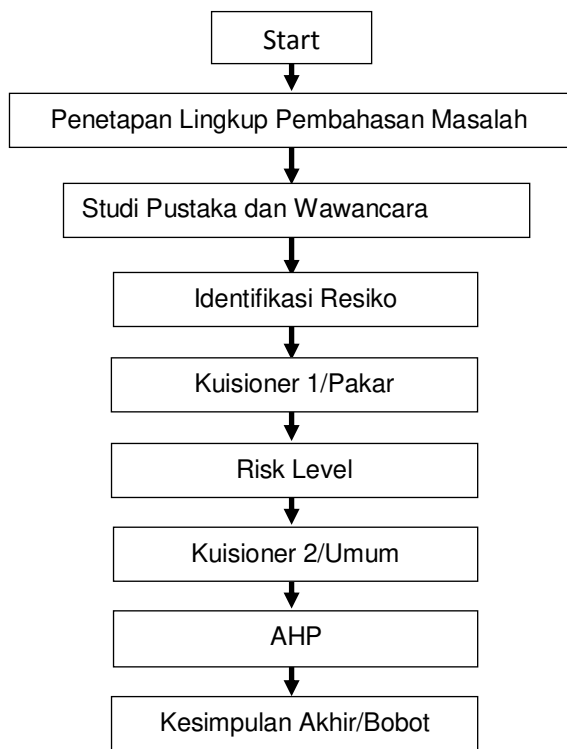 Start
Penetapan Lingkup Pembahasan Masalah
Studi Pustaka dan Wawancara
Identifikasi Resiko
Kuisioner 1/Pakar
Risk Level
Kuisioner 2/Umum
AHP
Kesimpulan Akhir/Bobot